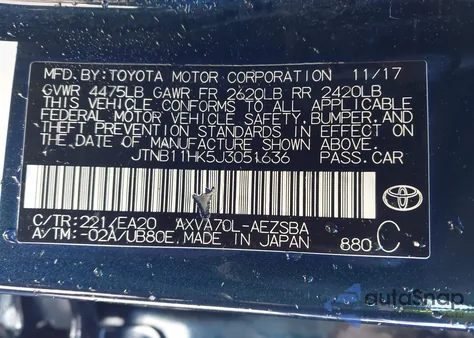 MFD.BY:TOYOTA MOTOR CORPORATION 11/17
GVWR 4475LB GAWR FR 2620LB RR 2420LB
THIS VEHICLE CONFORMS TO ALL APPLICABLE
FEDERAL MOTOR VEHICLE SAFETY,BUMPER,AND
THEFT PREVENTION STANDARDS IN EFFECT ON
THE DATE OF MANUFACTURE SHOWN ABOVE.
JTNB11HK5J3051636 PASS.CAR
TOYOTA
C/TR:221/EA20 AXVA70L-AEZSBA
A/TM:-02A/UB80E,MADE IN JAPAN 880 C
autoSnap